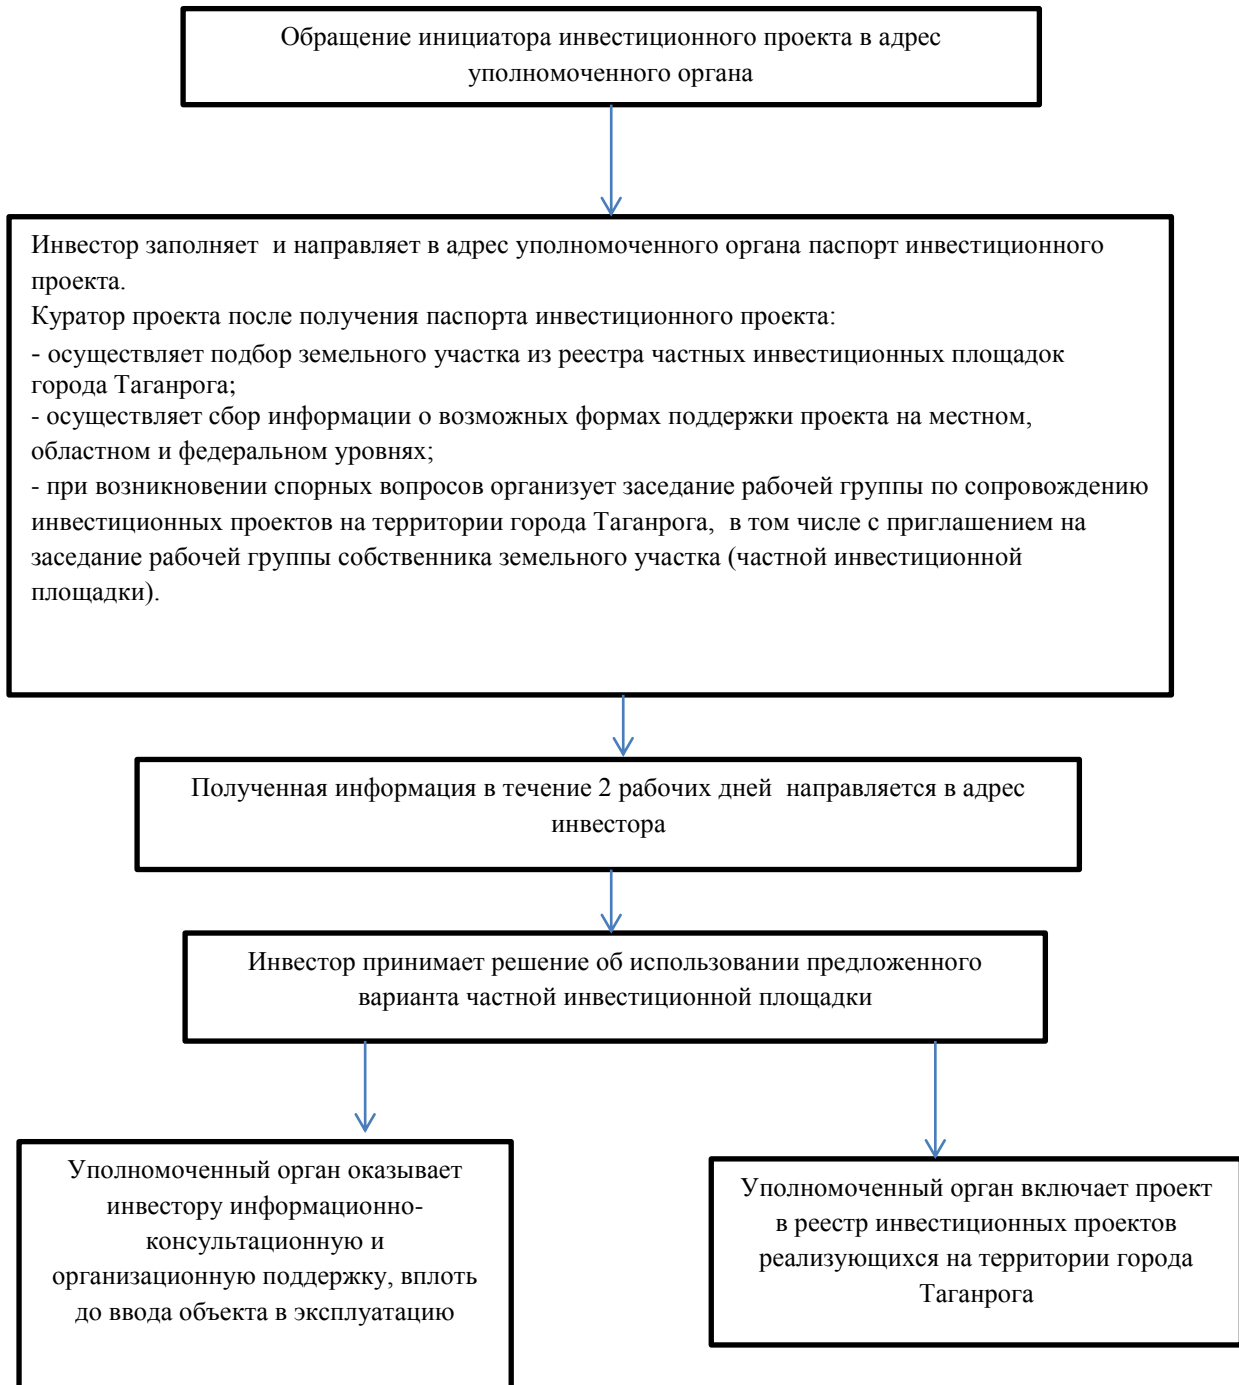 Обращение инициатора инвестиционного проекта в адрес
уполномоченного органа
Инвестор заполняет  и направляет в адрес уполномоченного органа паспорт инвестиционного
проекта.
Куратор проекта после получения паспорта инвестиционного проекта:
- осуществляет подбор земельного участка из реестра частных инвестиционных площадок
города Таганрога;
- осуществляет сбор информации о возможных формах поддержки проекта на местном,
областном и федеральном уровнях;
- при возникновении спорных вопросов организует заседание рабочей группы по сопровождению
инвестиционных проектов на территории города Таганрога,  в том числе с приглашением на
заседание рабочей группы собственника земельного участка (частной инвестиционной
площадки).
Полученная информация в течение 2 рабочих дней  направляется в адрес
инвестора
Инвестор принимает решение об использовании предложенного
варианта частной инвестиционной площадки
Уполномоченный орган оказывает
инвестору информационно-
консультационную и
организационную поддержку, вплоть
до ввода объекта в эксплуатацию
Уполномоченный орган включает проект
в реестр инвестиционных проектов
реализующихся на территории города
Таганрога